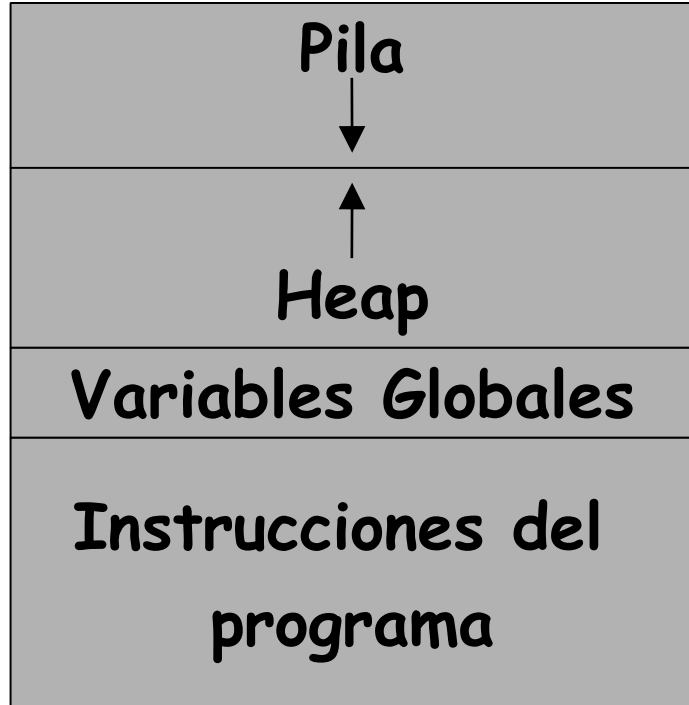 Pila
Heap
Variables Globales
Instrucciones del
programa